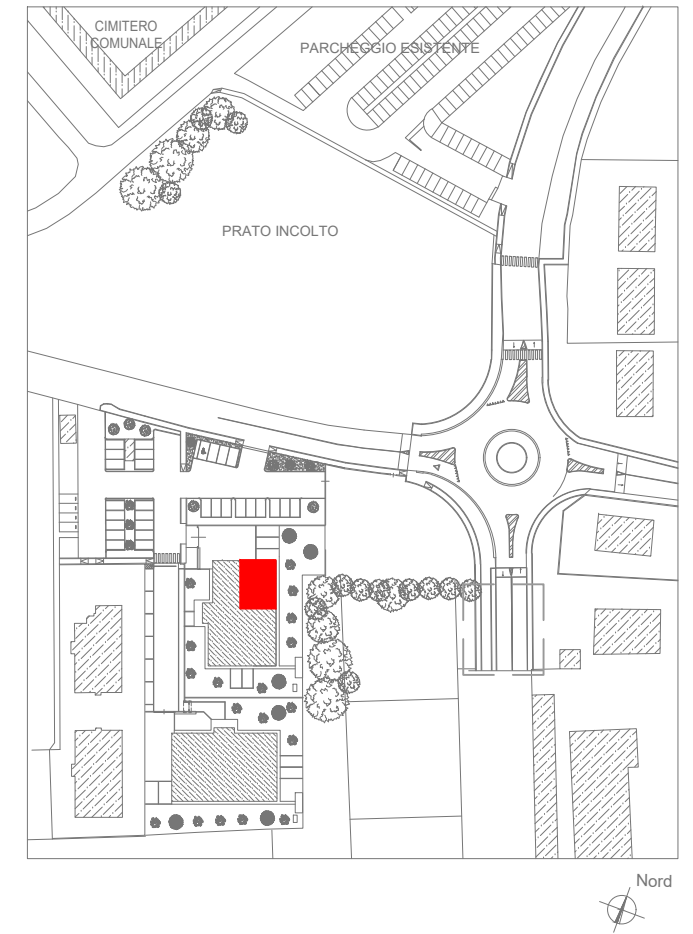 CIMITERO
COMUNALE
PARCHEGGIO ESISTENTE
PRATO INCOLTO
Nord